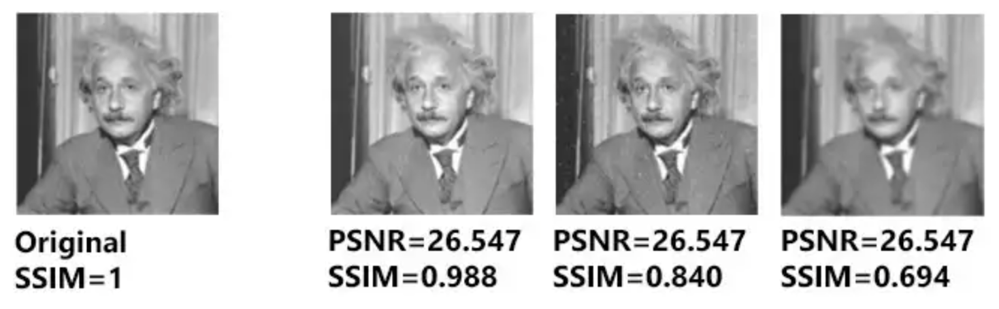 Original
SSIM=1
PSNR=26.547
SSIM=0.988
PSNR=26.547
SSIM=0.840
PSNR=26.547
SSIM=0.694